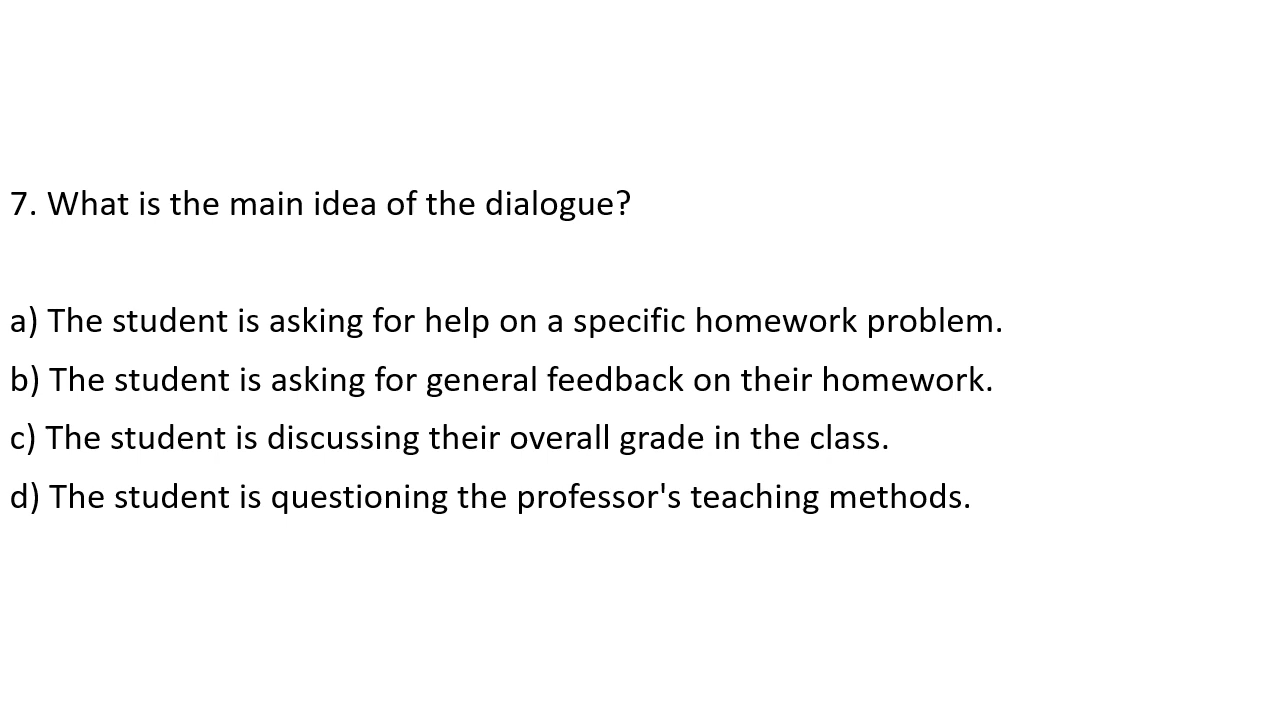 7. What is the main idea of the dialogue?
a) The student is asking for help on a specific homework problem.
b) The student is asking for general feedback on their homework.
c) The student is discussing their overall grade in the class.
d) The student is questioning the professor's teaching methods.